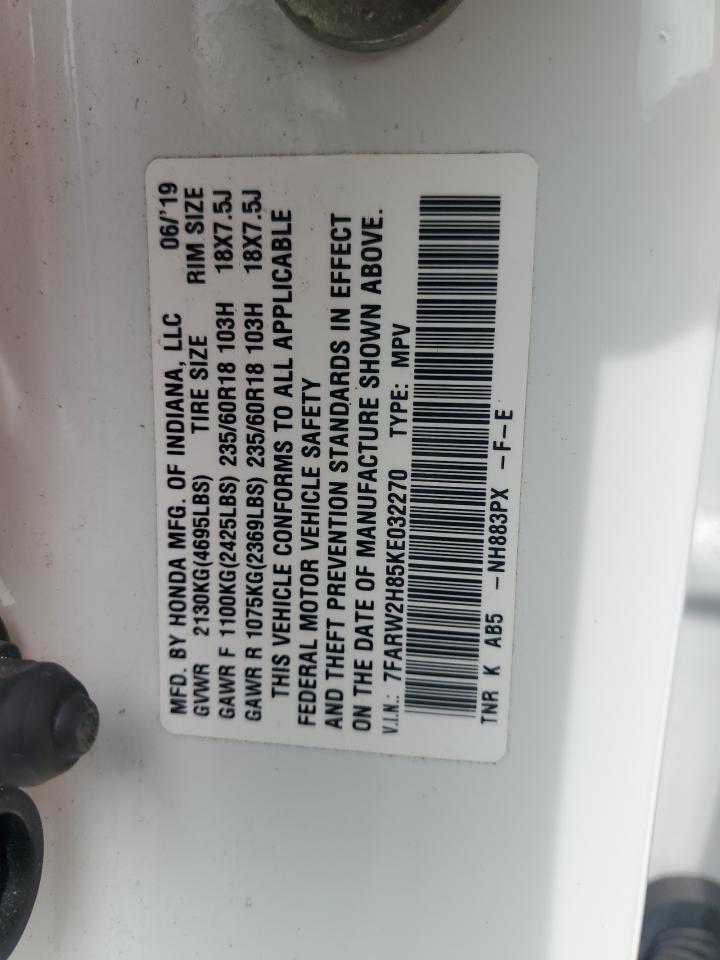 MFD. BY HONDA MFG. OF INDIANA, LLC 06/'19
GVWR 2130KG(4695LBS) TIRE SIZE RIM SIZE
GAWR F 1100KG(2425LBS) 235/60R18 103H 18X7.5J
GAWR R 1075KG(2369LBS) 235/60R18 103H 18X7.5J
THIS VEHICLE CONFORMS TO ALL APPLICABLE
FEDERAL MOTOR VEHICLE SAFETY
AND THEFT PREVENTION STANDARDS IN EFFECT
ON THE DATE OF MANUFACTURE SHOWN ABOVE.
V.I.N.: 7FARW2H85KE032270 TYPE: MPV
TNR K AB5 -NH883PX -F-E